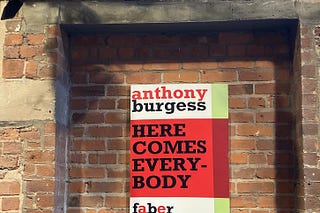 anthony
burgess
HERE
COMES
EVERY-
BODY
faber